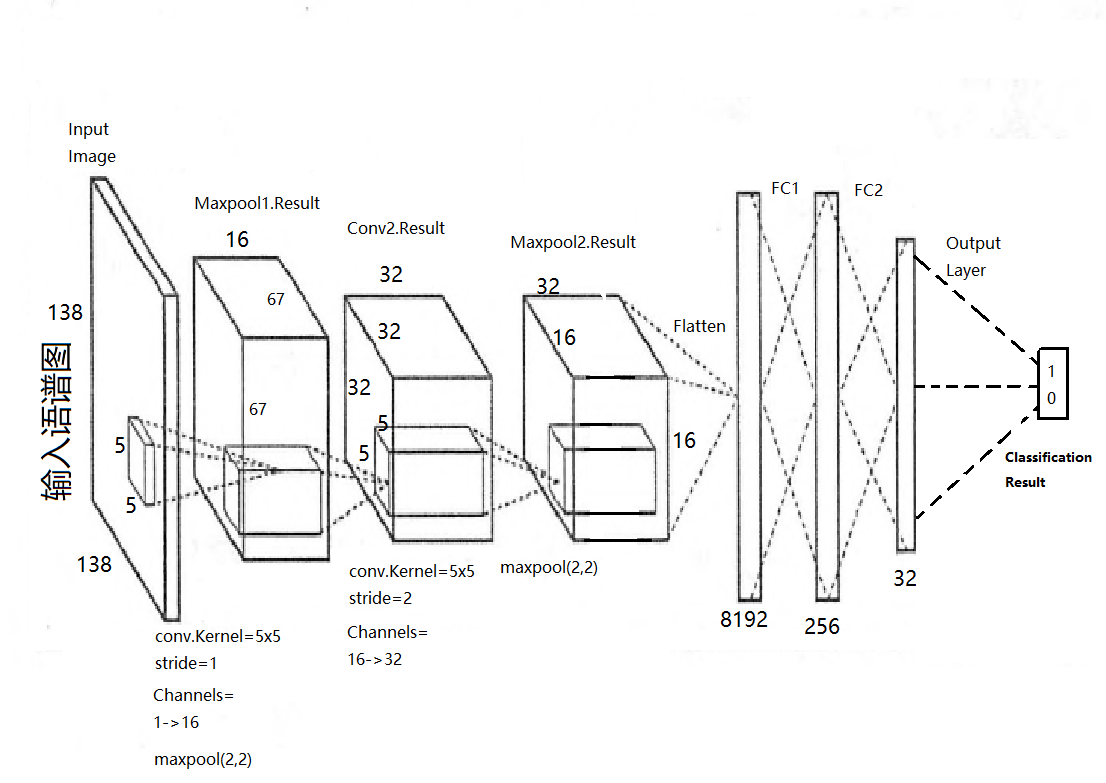 Input
Image
138
输入语谱图
138
5
5
Maxpool1.Result
16
67
67
conv.Kernel=5x5
stride=1
Channels=
1->16
maxpool(2,2)
Conv2.Result
32
32
32
5
5
conv.Kernel=5x5
stride=2
Channels=
16->32
Maxpool2.Result
32
16
16
maxpool(2,2)
Flatten
8192
FC1
256
FC2
32
Output
Layer
1
0
Classification
Result